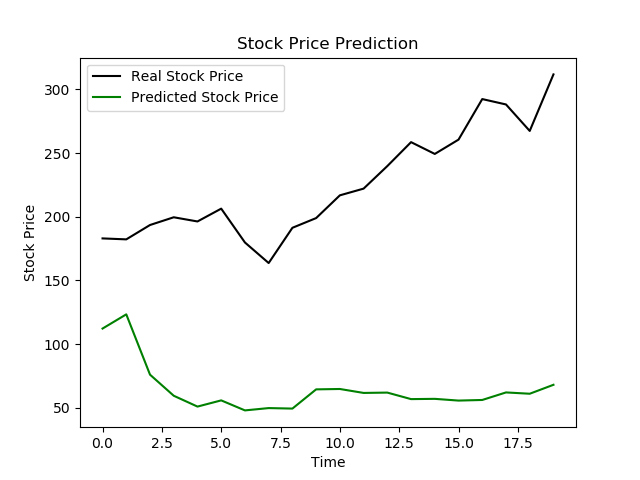 Stock Price Prediction
Real Stock Price
Predicted Stock Price
Stock Price
300
250
200
150
100
50
0.0 2.5 5.0 7.5 10.0 12.5 15.0 17.5
Time